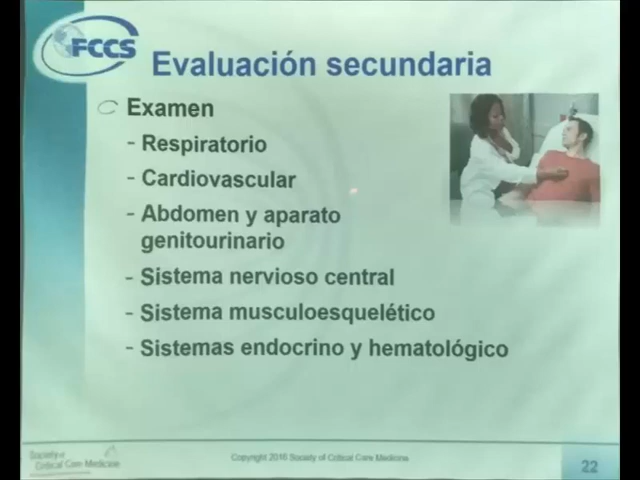 FCCS
Evaluación secundaria
Examen
- Respiratorio
- Cardiovascular
- Abdomen y aparato
genitourinario
- Sistema nervioso central
- Sistema musculoesquelético
- Sistemas endocrino y hematológico
Society of
Critical Care Medicine
Copyright 2016 Society of Critical Care Medicine
22